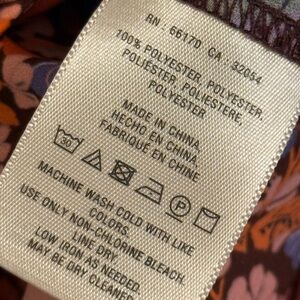 RN : 6617D CA : 32054
100% POLYESTER, POLYESTER,
POLIÉSTER, POLIESTERE,
POLYESTER
MADE IN CHINA,
HECHO EN CHINA,
FABRIQUÉ EN CHINE
30 P
MACHINE WASH COLD WITH LIKE
COLORS.
USE ONLY NON-CHLORINE BLEACH.
LINE DRY.
LOW IRON AS NEEDED.
MAY BE DRY CLEANED